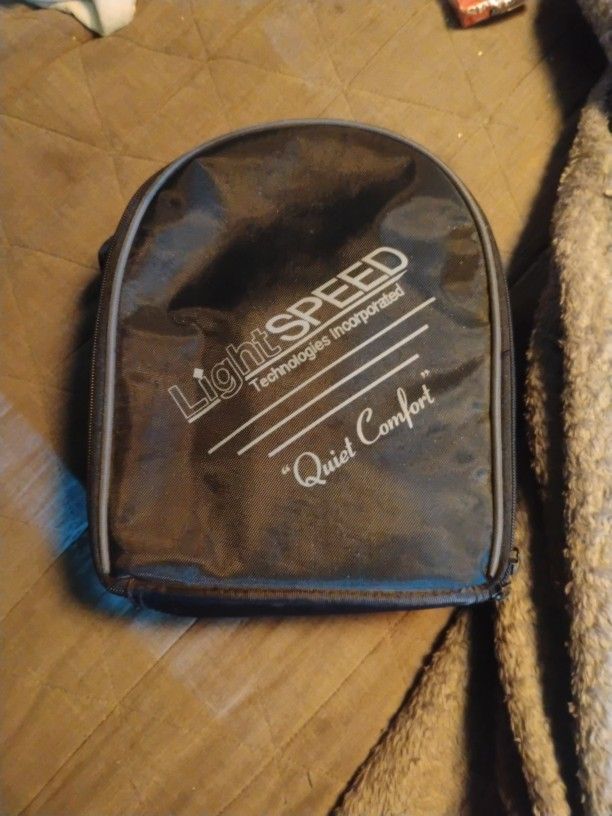 LightSPEED
Technologies Incorporated
"Quiet Comfort"